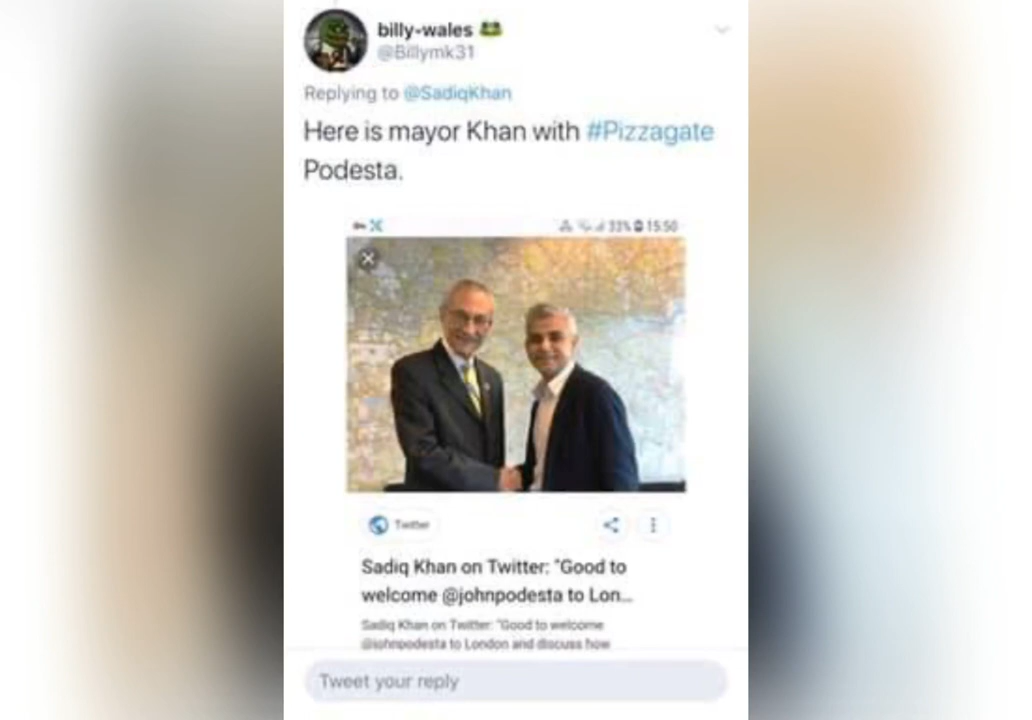 billy-wales
@Billymk31
Replying to @SadiqKhan
Here is mayor Khan with #Pizzagate
Podesta.
33% 15:50
Twitter
Sadiq Khan on Twitter: "Good to
welcome @johnpodesta to Lon...
Sadiq Khan on Twitter: "Good to welcome
@johnpodesta to London and discuss how
Tweet your reply